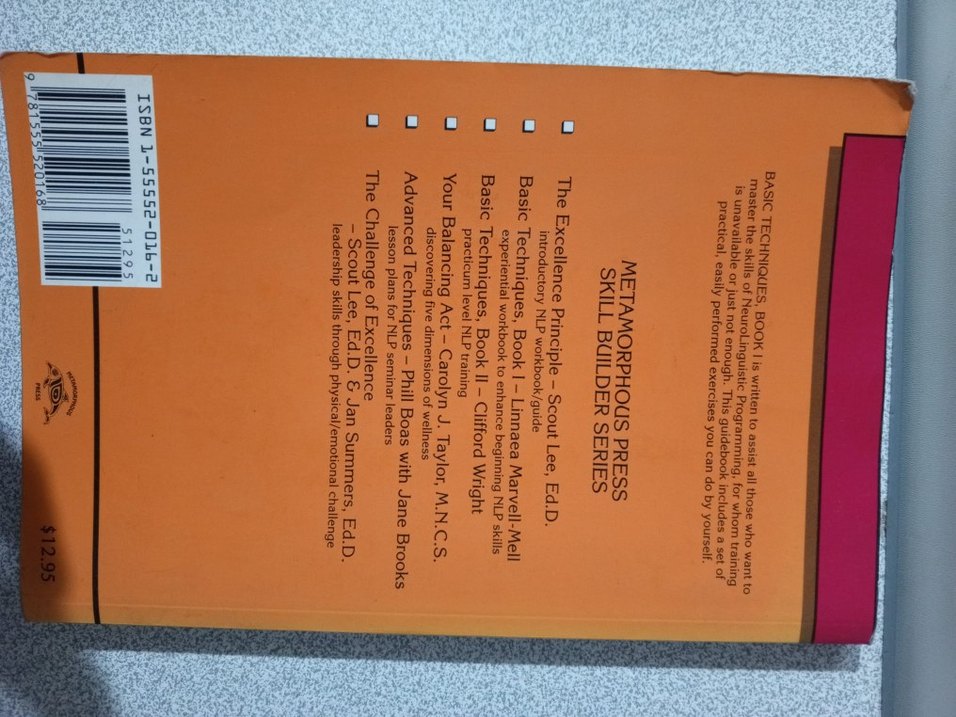 BASIC TECHNIQUES, BOOK I is written to assist all those who want to
master the skills of NeuroLinguistic Programming, for whom training
is unavailable or just not enough. This guidebook includes a set of
practical, easily performed exercises you can do by yourself.
METAMORPHOUS PRESS
SKILL BUILDER SERIES
The Excellence Principle – Scout Lee, Ed.D.
introductory NLP workbook/guide
Basic Techniques, Book I – Linnaea Marvell-Mell
experiential workbook to enhance beginning NLP skills
Basic Techniques, Book II – Clifford Wright
practicum level NLP training
Your Balancing Act – Carolyn J. Taylor, M.N.C.S.
discovering five dimensions of wellness
Advanced Techniques – Phill Boas with Jane Brooks
lesson plans for NLP seminar leaders
The Challenge of Excellence
– Scout Lee, Ed.D. & Jan Summers, Ed.D.
leadership skills through physical/emotional challenge
ISBN 1-55552-016-2
51295
9 781555 520168
METAMORPHOUS
PRESS
$12.95